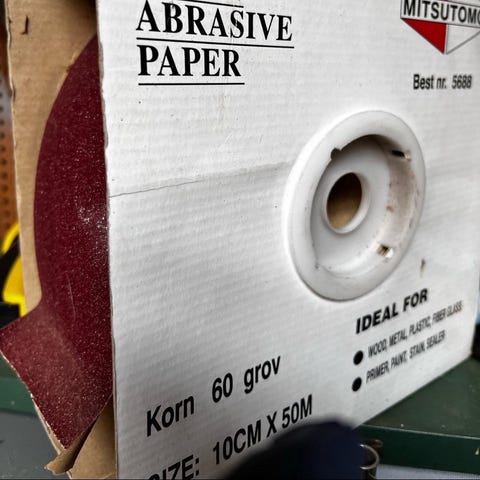 ABRASIVE
PAPER
MITSUTOMO
Best nr. 5688
IDEAL FOR
WOOD, METAL, PLASTIC, FIBER GLASS
PRIMER, PAINT, STAIN, SEALER
Korn 60 grov
SIZE: 10CM X 50M